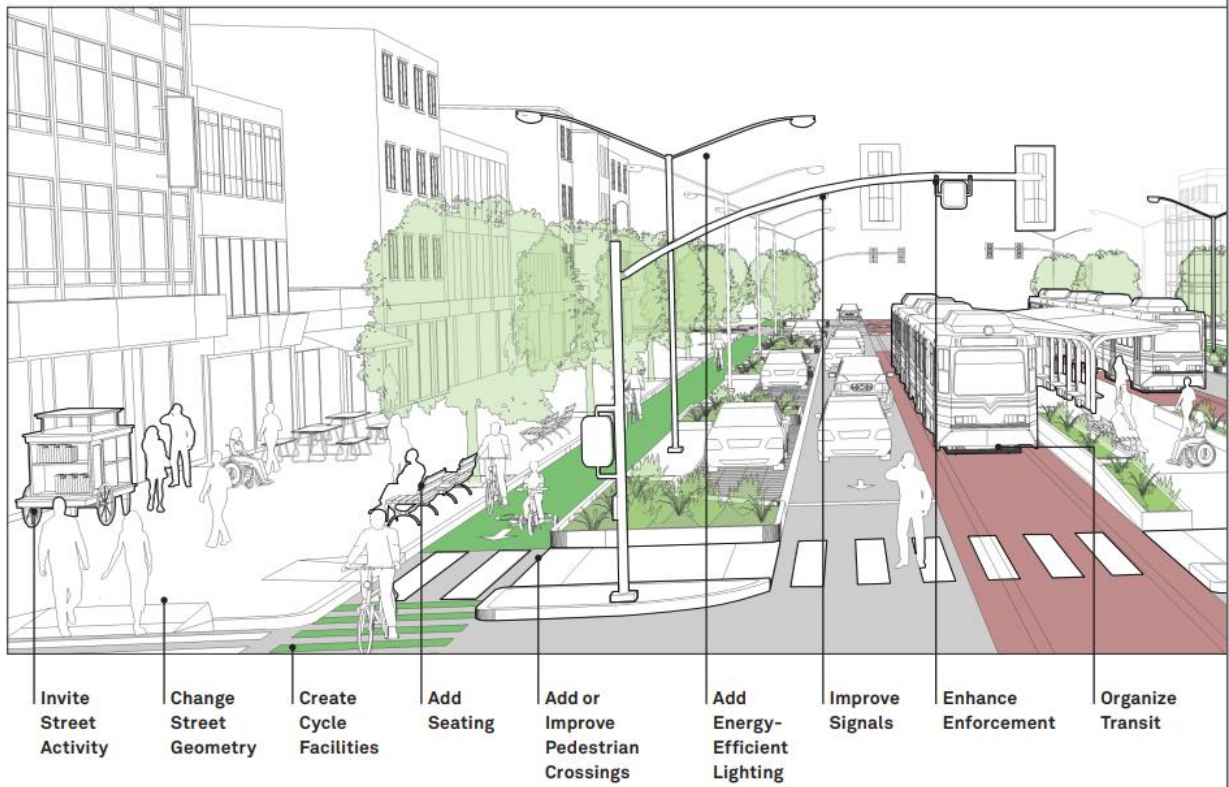 Invite
Street
Activity
Change
Street
Geometry
Create
Cycle
Facilities
Add
Seating
Add or
Improve
Pedestrian
Crossings
Add
Energy-
Efficient
Lighting
Improve
Signals
Enhance
Enforcement
Organize
Transit